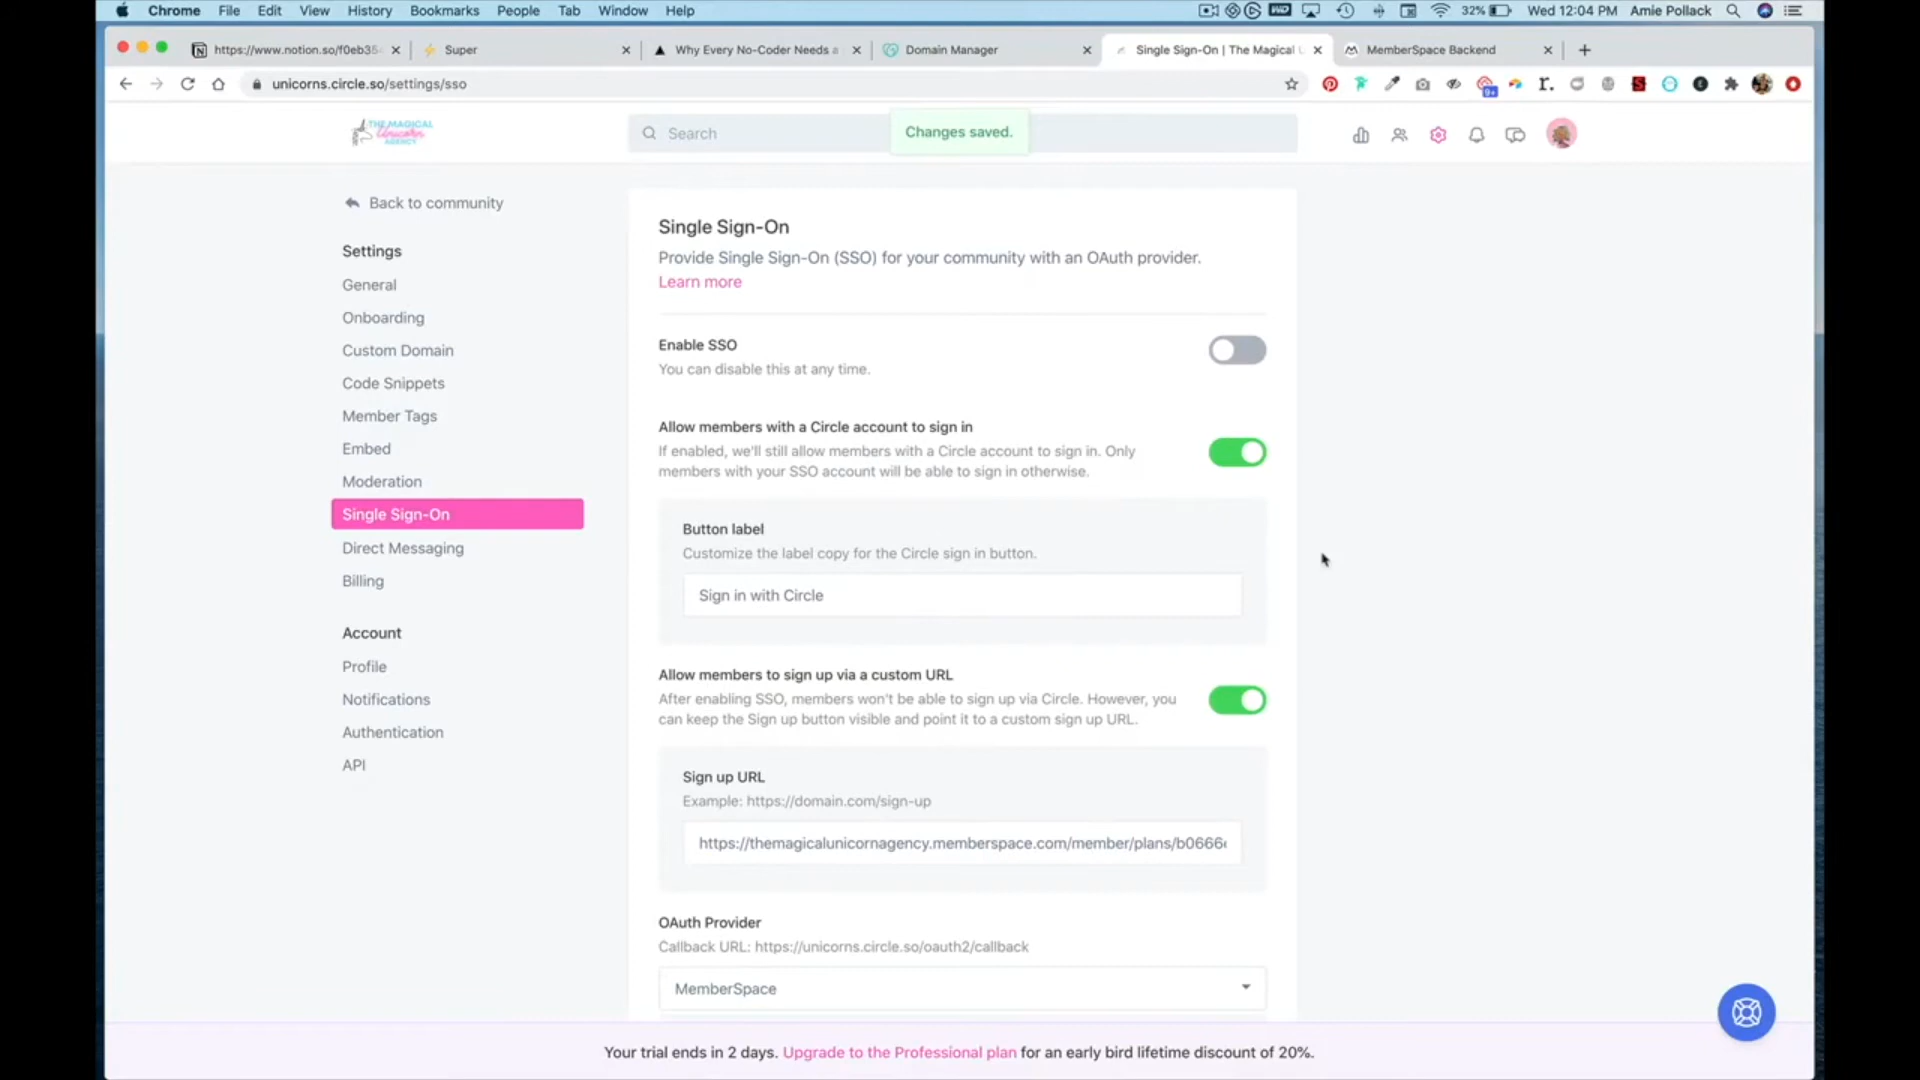 Chrome File Edit View History Bookmarks People Tab Window Help
32% Wed 12:04 PM Amie Pollack
https://www.notion.so/f0eb35
Super
Why Every No-Coder Needs a
Domain Manager
Single Sign-On | The Magical U
MemberSpace Backend
unicorns.circle.so/settings/sso
9+
THE MAGICAL
Unicorn
AGENCY
Search
Changes saved.
Back to community
Settings
General
Onboarding
Custom Domain
Code Snippets
Member Tags
Embed
Moderation
Single Sign-On
Direct Messaging
Billing
Account
Profile
Notifications
Authentication
API
Single Sign-On
Provide Single Sign-On (SSO) for your community with an OAuth provider.
Learn more
Enable SSO
You can disable this at any time.
Allow members with a Circle account to sign in
If enabled, we'll still allow members with a Circle account to sign in. Only
members with your SSO account will be able to sign in otherwise.
Button label
Customize the label copy for the Circle sign in button.
Sign in with Circle
Allow members to sign up via a custom URL
After enabling SSO, members won't be able to sign up via Circle. However, you
can keep the Sign up button visible and point it to a custom sign up URL.
Sign up URL
Example: https://domain.com/sign-up
https://themagicalunicornagency.memberspace.com/member/plans/b0666
OAuth Provider
Callback URL: https://unicorns.circle.so/oauth2/callback
MemberSpace
Your trial ends in 2 days. Upgrade to the Professional plan for an early bird lifetime discount of 20%.